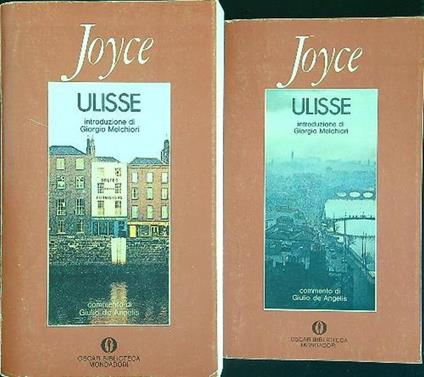 Joyce
ULISSE
introduzione di
Giorgio Melchiori
commento di
Giulio de Angelis
OSCAR BIBLIOTECA
MONDADORI
Joyce
ULISSE
introduzione di
Giorgio Melchiori
commento di
Giulio de Angelis
OSCAR BIBLIOTECA
MONDADORI